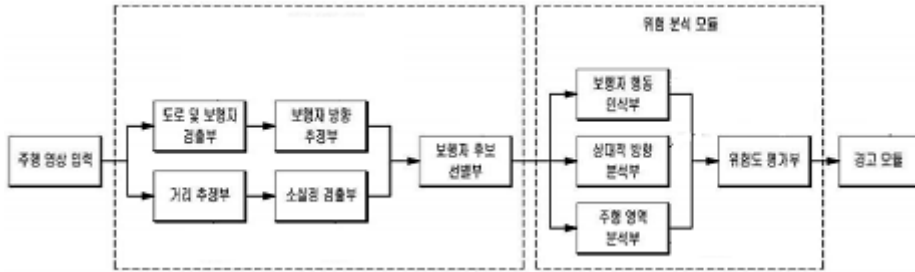 위험 분석 모듈
도로 및 보행자
검출부
보행자 방향
추정부
보행자 행동
인식부
주행 영상 입력
보행자 후보
선별부
상대적 방향
분석부
위험도 평가부
경고 모듈
거리 추정부
소실점 검출부
주행 영역
분석부